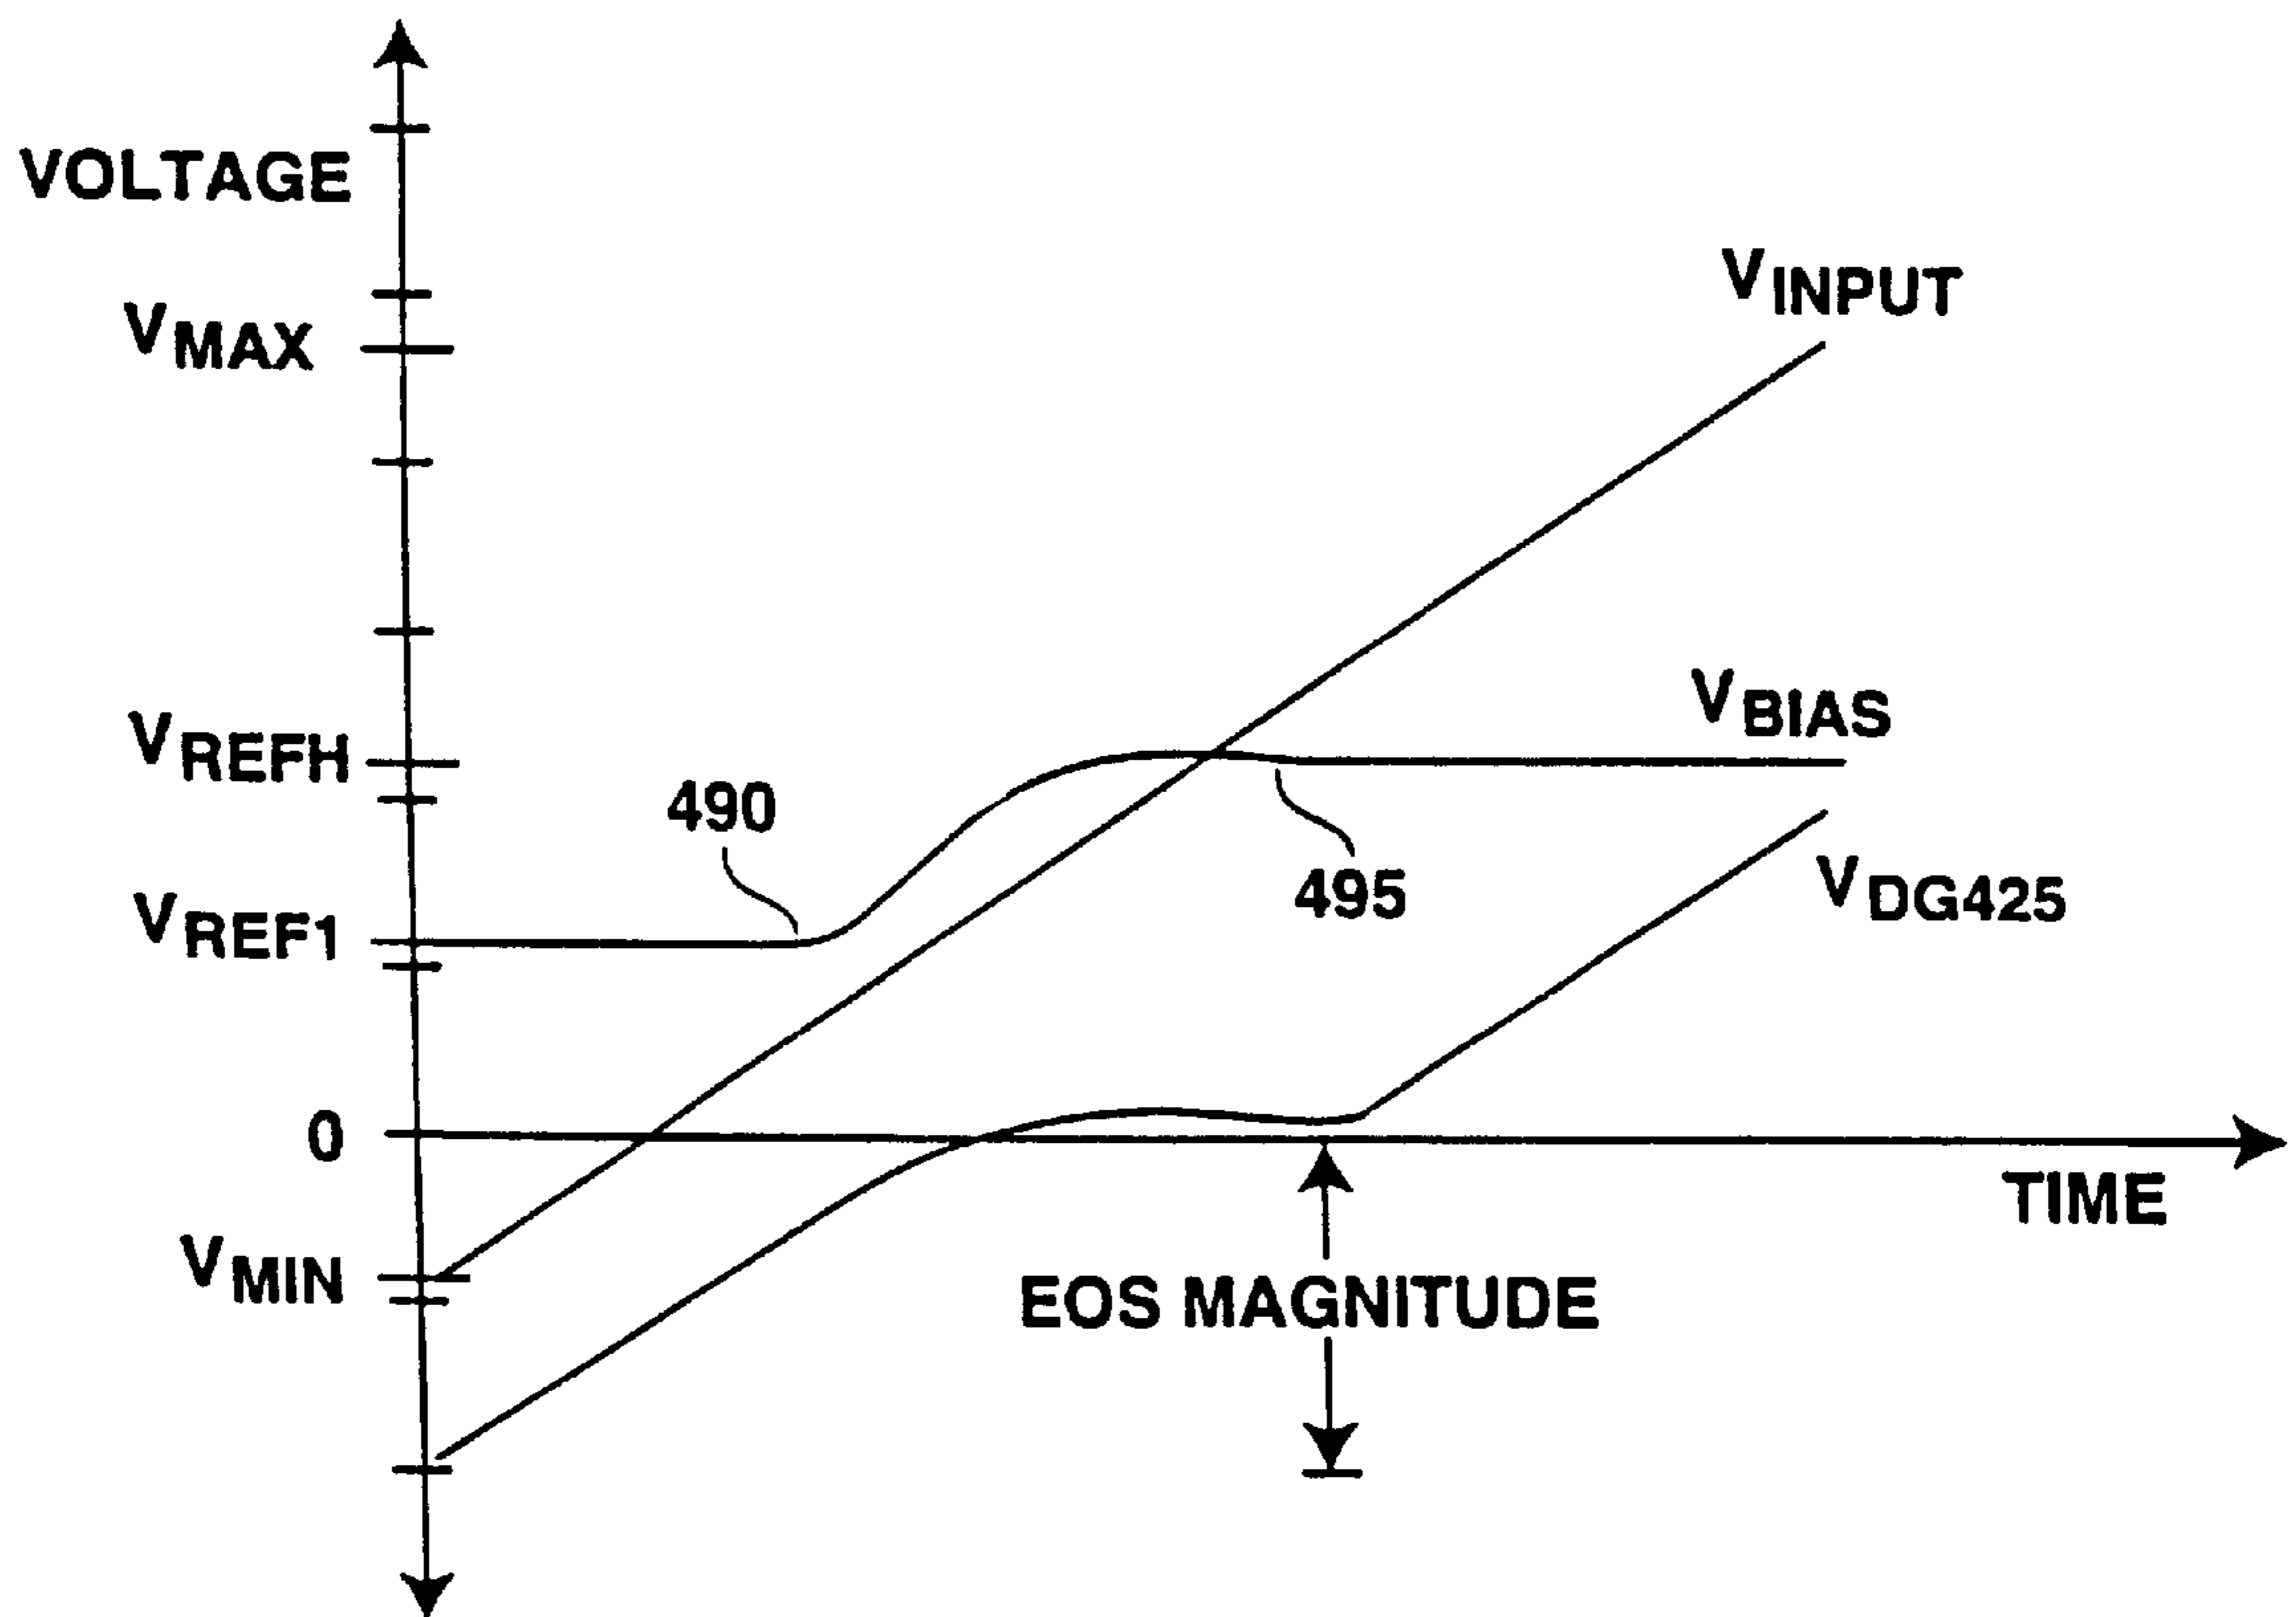 VOLTAGE
VINPUT
VMAX
VBIAS
VREFH
490
495
VDG425
VREF1
0
TIME
VMIN
EOS MAGNITUDE